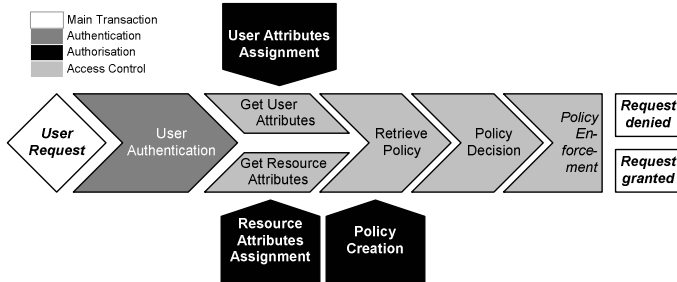 Main Transaction
Authentication
Authorisation
Access Control
User Attributes
Assignment
User
Request
User
Authentication
Get User
Attributes
Get Resource
Attributes
Retrieve
Policy
Policy
Decision
Policy
En-
force-
ment
Request
denied
Request
granted
Resource
Attributes
Assignment
Policy
Creation